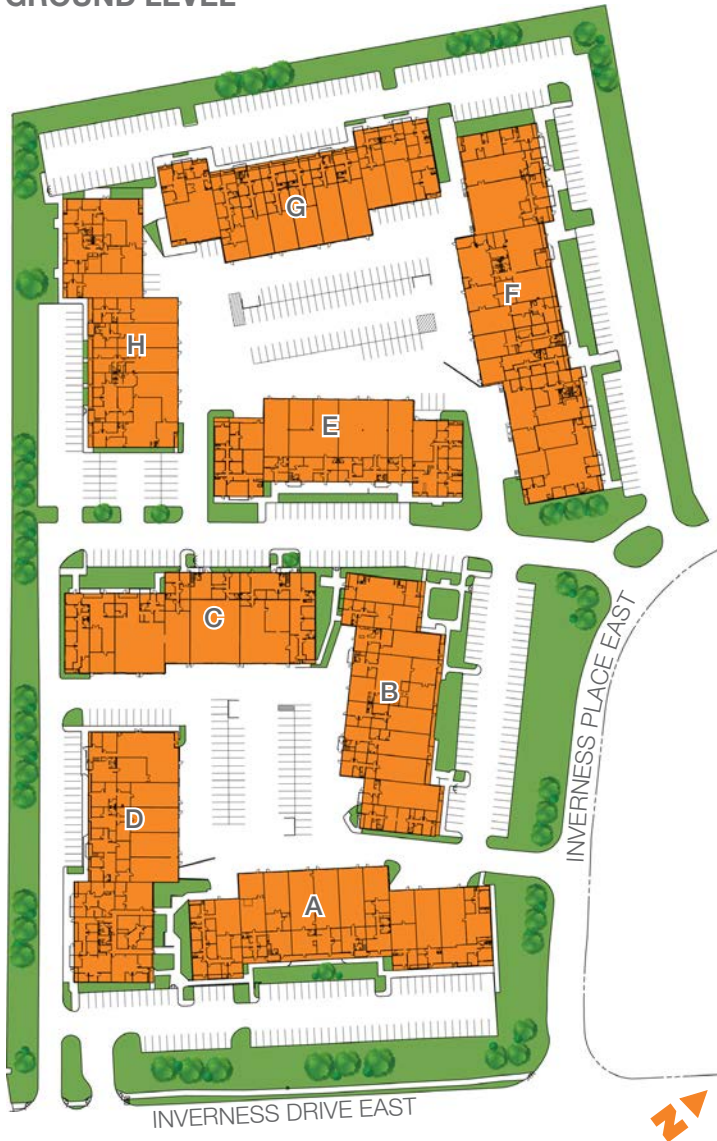 GROUND LEVEL
G
F
H
E
C
B
D
A
INVERNESS PLACE EAST
INVERNESS DRIVE EAST
N